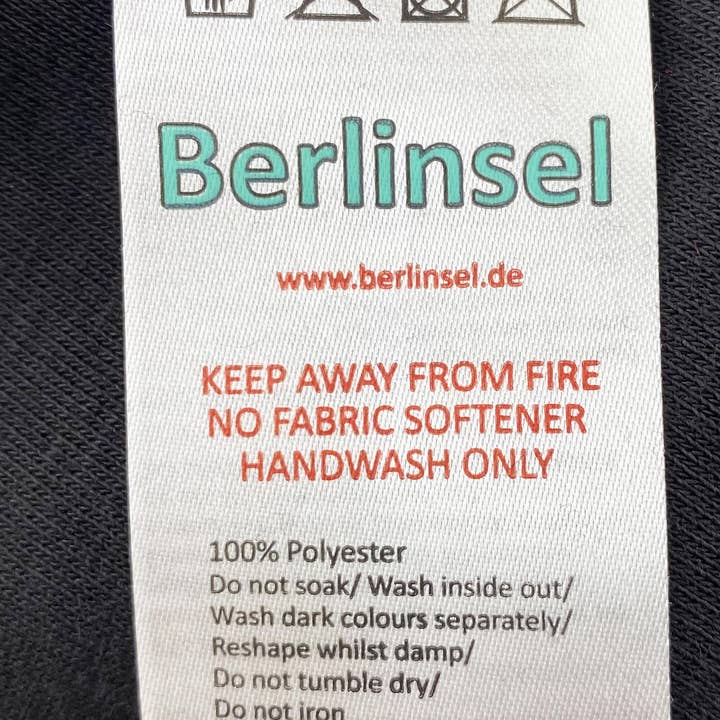 Berlinsel
www.berlinsel.de
KEEP AWAY FROM FIRE
NO FABRIC SOFTENER
HANDWASH ONLY
100% Polyester
Do not soak/ Wash inside out/
Wash dark colours separately/
Reshape whilst damp/
Do not tumble dry/
Do not iron